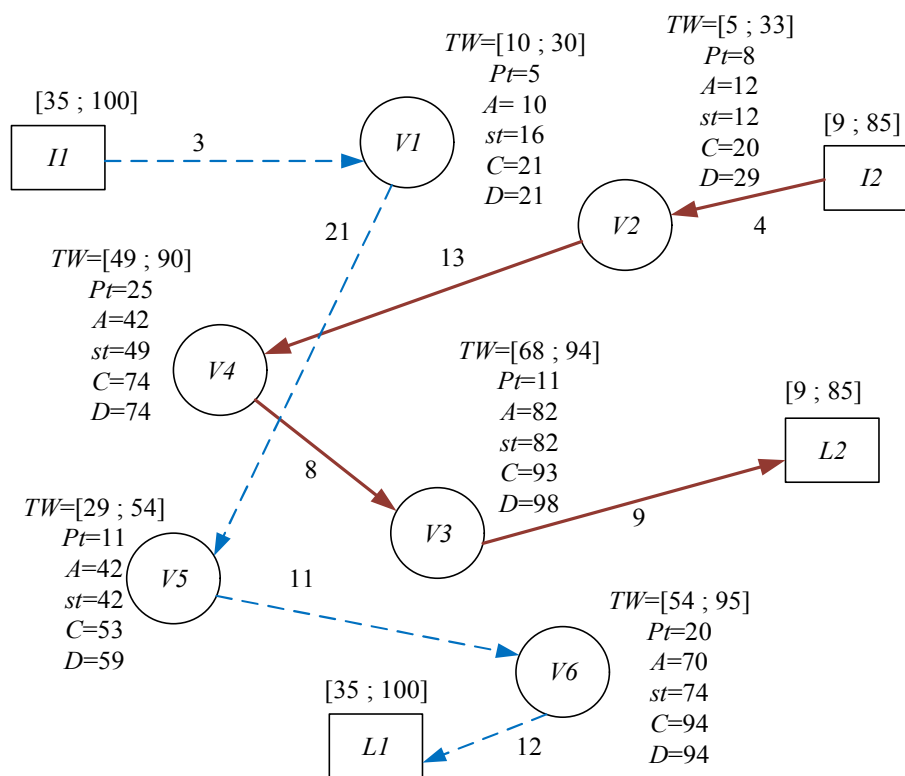 [35 ; 100]
I1
3
V1
TW=[10 ; 30]
Pt=5
A= 10
st=16
C=21
D=21
TW=[5 ; 33]
Pt=8
A=12
st=12
C=20
D=29
[9 ; 85]
I2
4
V2
21
13
TW=[49 ; 90]
Pt=25
A=42
st=49
C=74
D=74
V4
8
TW=[68 ; 94]
Pt=11
A=82
st=82
C=93
D=98
V3
[9 ; 85]
L2
9
TW=[29 ; 54]
Pt=11
A=42
st=42
C=53
D=59
V5
11
TW=[54 ; 95]
Pt=20
A=70
st=74
C=94
D=94
V6
[35 ; 100]
L1
12